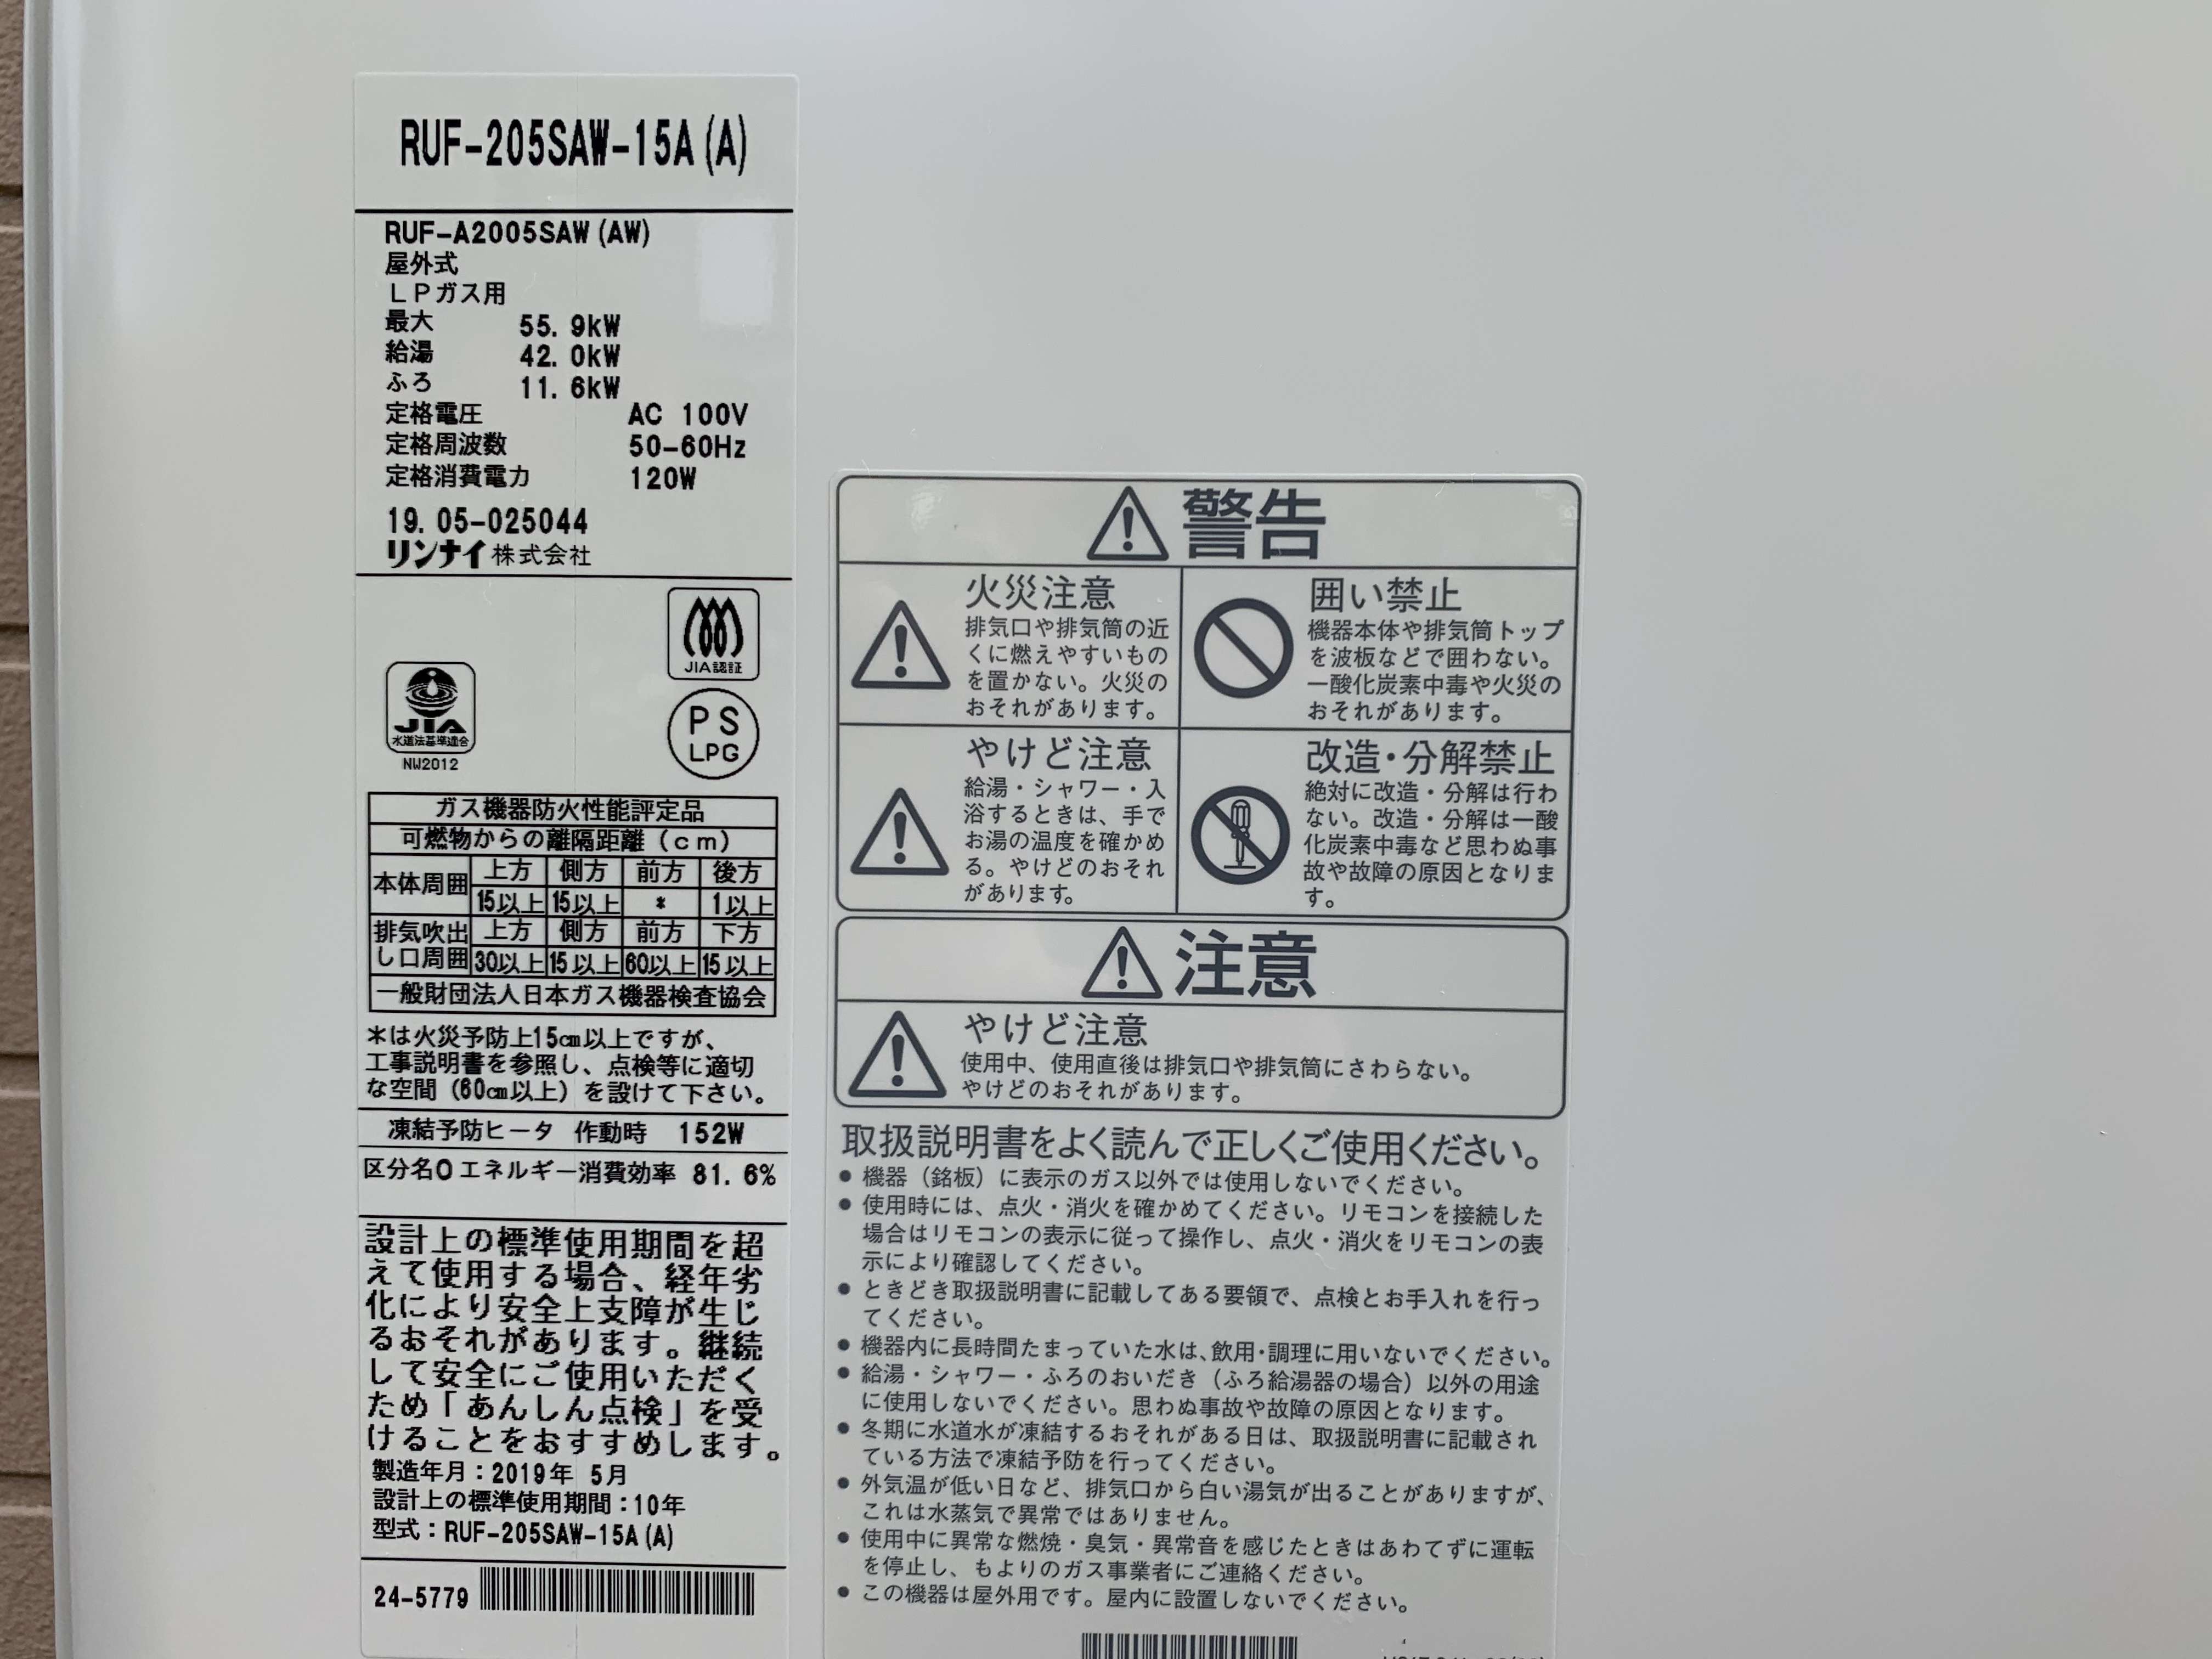 RUF-205SAW-15A(A)
RUF-A2005SAW(AW)
屋外式
LPガス用
最大 55.9kW
給湯 42.0kW
ふろ 11.6kW
定格電圧 AC 100V
定格周波数 50-60Hz
定格消費電力 120W
19.05-025044
リンナイ株式会社
JIA認証
JIA
水道法基準適合
NW2012
PS
LPG
ガス機器防火性能評定品
可燃物からの離隔距離(cm)
本体周囲 上方 側方 前方 後方
15以上 15以上 * 1以上
排気吹出し口周囲 上方 側方 前方 下方
30以上 15以上 60以上 15以上
一般財団法人日本ガス機器検査協会
*は火災予防上15cm以上ですが、
工事説明書を参照し、点検等に適切
な空間(60cm以上)を設けて下さい。
凍結予防ヒータ 作動時 152W
区分名O エネルギー消費効率 81.6%
設計上の標準使用期間を超
えて使用する場合、経年劣
化により安全上支障が生じ
るおそれがあります。継続
して安全にご使用いただく
ため「あんしん点検」を受
けることをおすすめします。
製造年月:2019年 5月
設計上の標準使用期間:10年
型式:RUF-205SAW-15A(A)
24-5779
警告
火災注意
排気口や排気筒の近
くに燃えやすいもの
を置かない。火災の
おそれがあります。
囲い禁止
機器本体や排気筒トップ
を波板などで囲わない。
一酸化炭素中毒や火災の
おそれがあります。
やけど注意
給湯・シャワー・入
浴するときは、手で
お湯の温度を確かめ
る。やけどのおそれ
があります。
改造・分解禁止
絶対に改造・分解は行わ
ない。改造・分解は一酸
化炭素中毒など思わぬ事
故や故障の原因となりま
す。
注意
やけど注意
使用中、使用直後は排気口や排気筒にさわらない。
やけどのおそれがあります。
取扱説明書をよく読んで正しくご使用ください。
● 機器(銘板)に表示のガス以外では使用しないでください。
● 使用時には、点火・消火を確かめてください。リモコンを接続した
場合はリモコンの表示に従って操作し、点火・消火をリモコンの表
示により確認してください。
● ときどき取扱説明書に記載してある要領で、点検とお手入れを行っ
てください。
● 機器内に長時間たまっていた水は、飲用・調理に用いないでください。
● 給湯・シャワー・ふろのおいだき(ふろ給湯器の場合)以外の用途
に使用しないでください。思わぬ事故や故障の原因となります。
● 冬期に水道水が凍結するおそれがある日は、取扱説明書に記載され
ている方法で凍結予防を行ってください。
● 外気温が低い日など、排気口から白い湯気が出ることがありますが、
これは水蒸気で異常ではありません。
● 使用中に異常な燃焼・臭気・異常音を感じたときはあわてずに運転
を停止し、もよりのガス事業者にご連絡ください。
● この機器は屋外用です。屋内に設置しないでください。